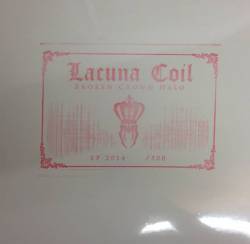 Lacuna Coil
BROKEN CROWN HALO
LP 2014 /500